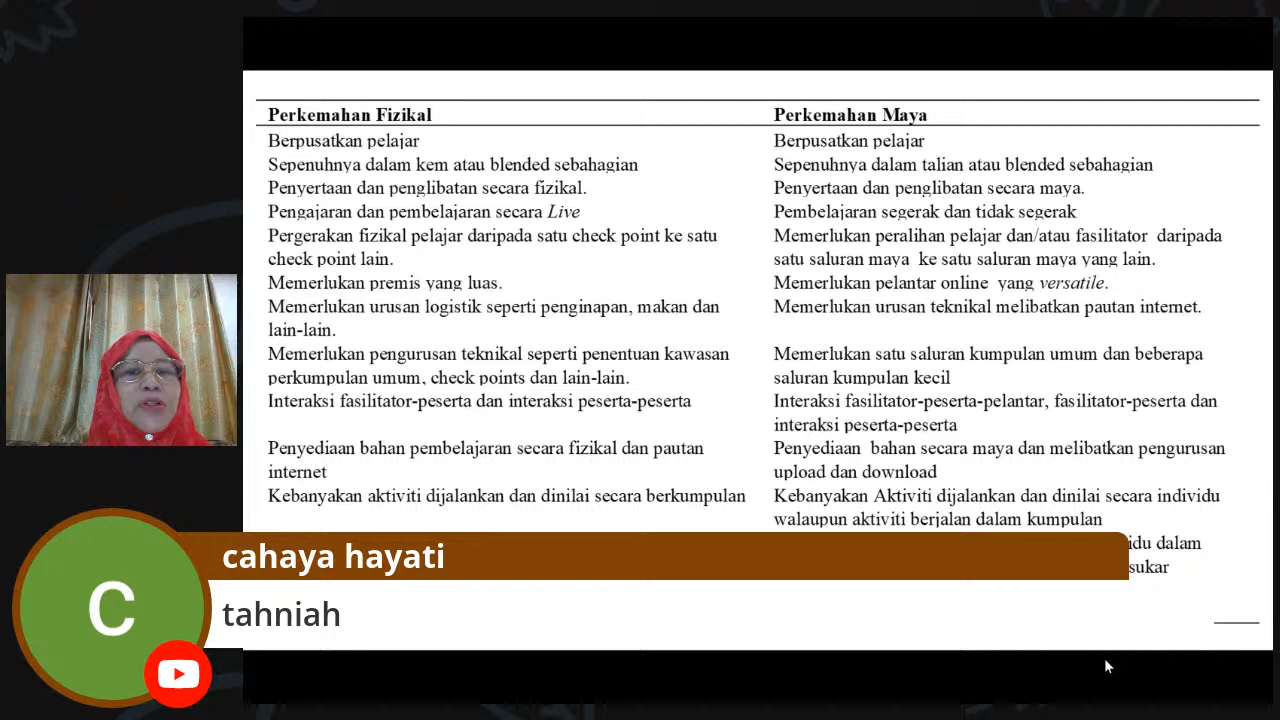 Perkemahan Fizikal
Perkemahan Maya
Berpusatkan pelajar
Berpusatkan pelajar
Sepenuhnya dalam kem atau blended sebahagian
Sepenuhnya dalam talian atau blended sebahagian
Penyertaan dan penglibatan secara fizikal.
Penyertaan dan penglibatan secara maya.
Pengajaran dan pembelajaran secara Live
Pembelajaran segerak dan tidak segerak
Pergerakan fizikal pelajar daripada satu check point ke satu
check point lain.
Memerlukan peralihan pelajar dan/atau fasilitator daripada
satu saluran maya ke satu saluran maya yang lain.
Memerlukan premis yang luas.
Memerlukan pelantar online yang versatile.
Memerlukan urusan logistik seperti penginapan, makan dan
lain-lain.
Memerlukan urusan teknikal melibatkan pautan internet.
Memerlukan pengurusan teknikal seperti penentuan kawasan
perkumpulan umum, check points dan lain-lain.
Memerlukan satu saluran kumpulan umum dan beberapa
saluran kumpulan kecil
Interaksi fasilitator-peserta dan interaksi peserta-peserta
Interaksi fasilitator-peserta-pelantar, fasilitator-peserta dan
interaksi peserta-peserta
Penyediaan bahan pembelajaran secara fizikal dan pautan
internet
Penyediaan bahan secara maya dan melibatkan pengurusan
upload dan download
Kebanyakan aktiviti dijalankan dan dinilai secara berkumpulan
Kebanyakan Aktiviti dijalankan dan dinilai secara individu
walaupun aktiviti berjalan dalam kumpulan
dalam
sukar
C
cahaya hayati
tahniah